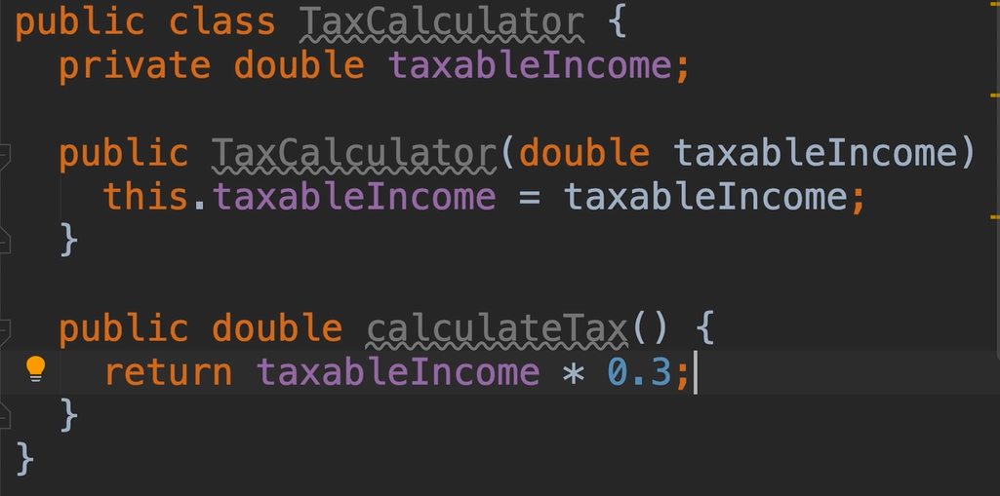 public class TaxCalculator {
private double taxableIncome;
public TaxCalculator(double taxableIncome)
this.taxableIncome = taxableIncome;
}
public double calculateTax() {
return taxableIncome * 0.3;
}
}